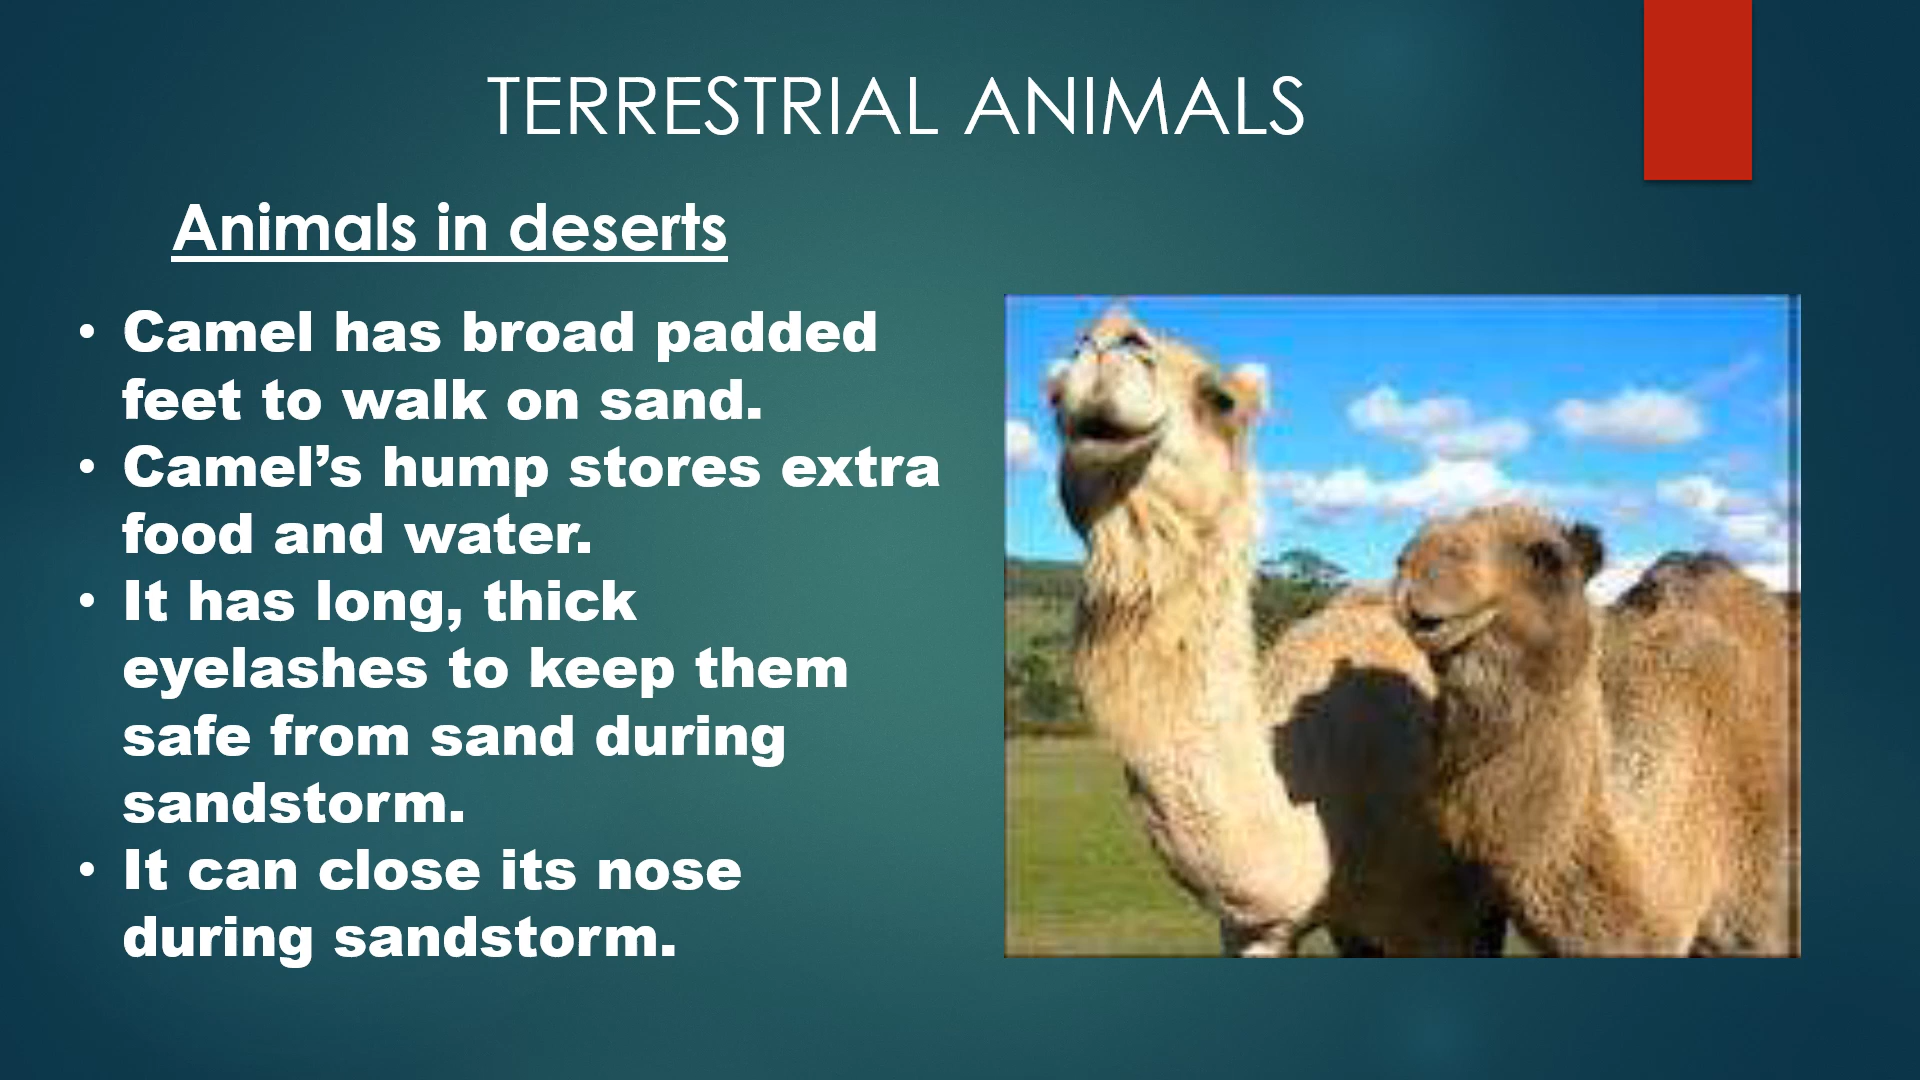 TERRESTRIAL ANIMALS
Animals in deserts
• Camel has broad padded
feet to walk on sand.
• Camel’s hump stores extra
food and water.
• It has long, thick
eyelashes to keep them
safe from sand during
sandstorm.
• It can close its nose
during sandstorm.